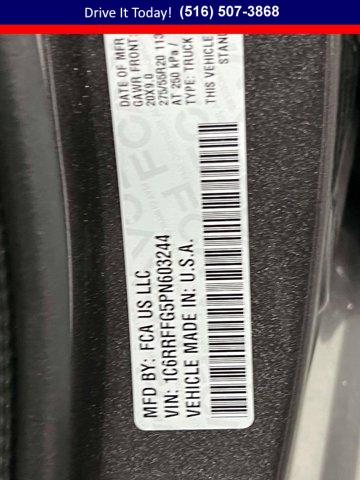 Drive It Today! (516) 507-3868
DATE OF MFR
GAWR FRONT:
20X9.0
275/55R20 113
AT 250 kPa /
TYPE: TRUCK
THIS VEHICLE
STAN
MFD BY: FCA US LLC
VIN: 1C6RRFFG5PN603244
VEHICLE MADE IN: U.S.A.